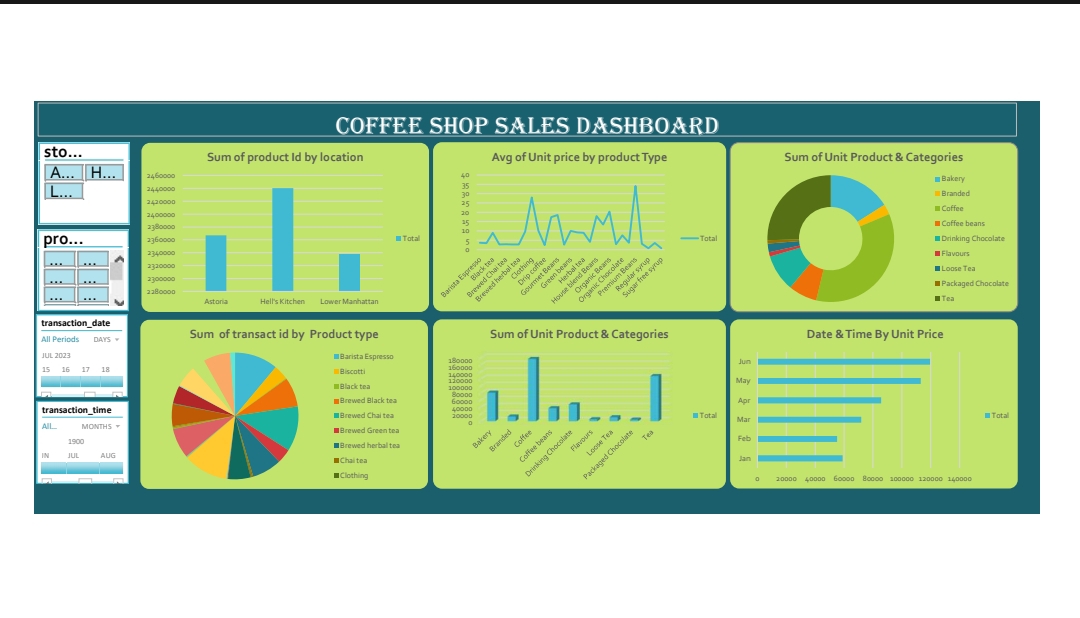 COFFEE SHOP SALES DASHBOARD
sto...
A... H...
L...
pro...
... ...
... ...
... ...
transaction_date
All Periods DAYS
JUL 2023
15 16 17 18
transaction_time
All... MONTHS
1900
IN JUL AUG
Sum of product Id by location
2460000
2440000
2420000
2400000
2380000
2360000
2340000
2320000
2300000
2280000
Astoria Hell's Kitchen Lower Manhattan
Total
Avg of Unit price by product Type
40
35
30
25
20
15
10
5
0
Barista Espresso
Black tea
Brewed Chai tea
Brewed herbal tea
Clothing
Drip coffee
Gourmet Beans
Green beans
Herbal tea
House blend Beans
Organic Beans
Organic Chocolate
Premium Beans
Regular syrup
Sugar free syrup
Total
Sum of Unit Product & Categories
Bakery
Branded
Coffee
Coffee beans
Drinking Chocolate
Flavours
Loose Tea
Packaged Chocolate
Tea
Sum of transact id by Product type
Barista Espresso
Biscotti
Black tea
Brewed Black tea
Brewed Chai tea
Brewed Green tea
Brewed herbal tea
Chai tea
Clothing
Sum of Unit Product & Categories
180000
160000
140000
120000
100000
80000
60000
40000
20000
0
Bakery
Branded
Coffee
Coffee beans
Drinking Chocolate
Flavours
Loose Tea
Packaged Chocolate
Tea
Total
Date & Time By Unit Price
Jun
May
Apr
Mar
Feb
Jan
0 20000 40000 60000 80000 100000 120000 140000
Total